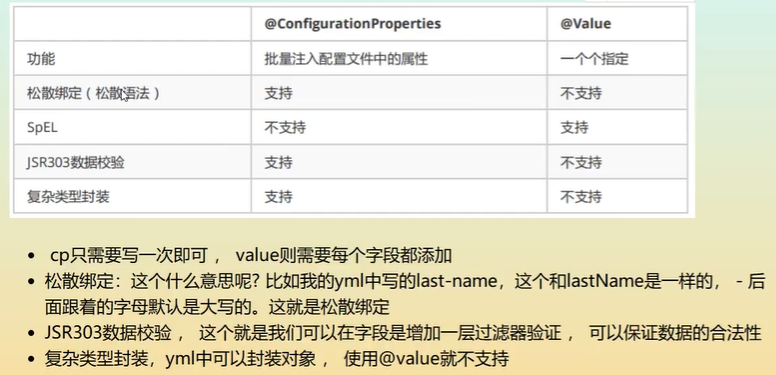 @ConfigurationProperties @Value
功能 批量注入配置文件中的属性 一个个指定
松散绑定（松散语法） 支持 不支持
SpEL 不支持 支持
JSR303数据校验 支持 不支持
复杂类型封装 支持 不支持
• cp只需要写一次即可 ， value则需要每个字段都添加
• 松散绑定：这个什么意思呢? 比如我的yml中写的last-name，这个和lastName是一样的， - 后
面跟着的字母默认是大写的。这就是松散绑定
• JSR303数据校验 ， 这个就是我们可以在字段是增加一层过滤器验证 ， 可以保证数据的合法性
• 复杂类型封装，yml中可以封装对象 ， 使用@value就不支持